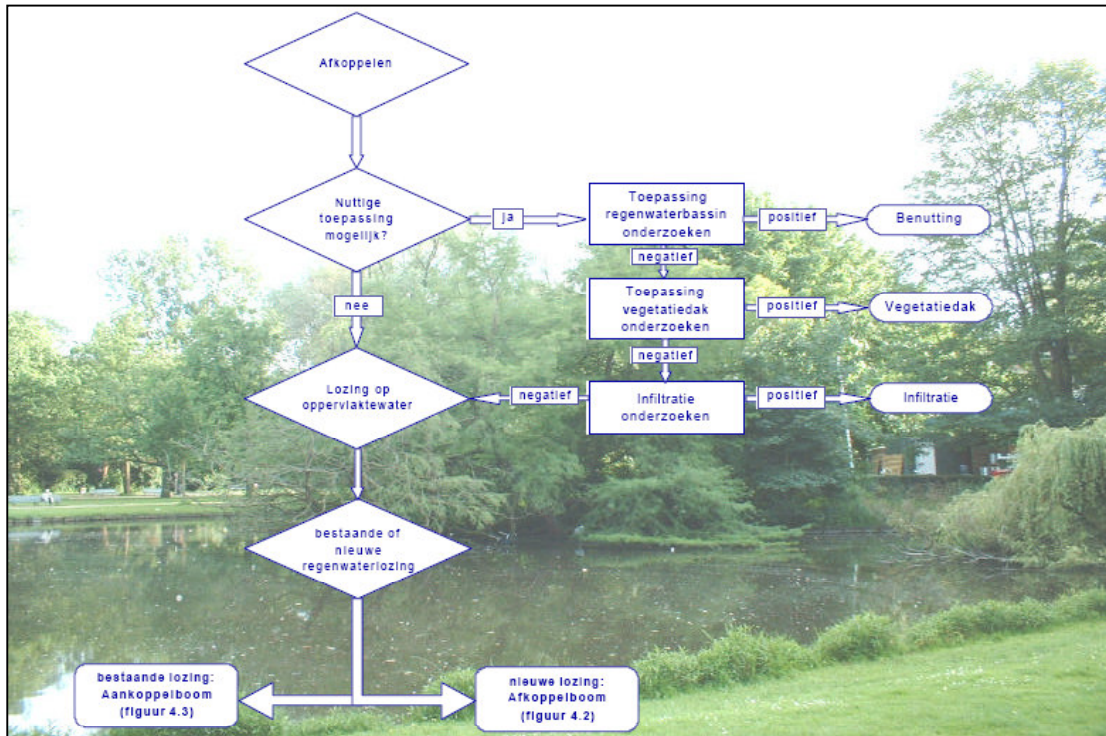 Afkoppelen
Nuttige
toepassing
mogelijk?
ja
Toepassing
regenwaterbassin
onderzoeken
positief
Benutting
negatief
nee
Toepassing
vegetatiedak
onderzoeken
positief
Vegetatiedak
negatief
Lozing op
oppervlaktewater
negatief
Infiltratie
onderzoeken
positief
Infiltratie
bestaande of
nieuwe
regenwaterlozing
bestaande lozing:
Aankoppelboom
(figuur 4.3)
nieuwe lozing:
Afkoppelboom
(figuur 4.2)